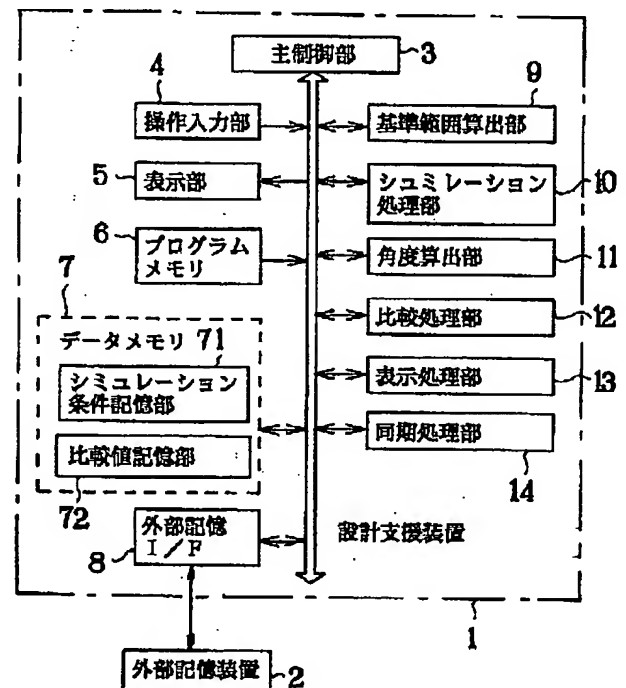 主制御部 3
4
操作入力部
9
基準範囲算出部
5 表示部
シュミレーション
処理部 10
6 プログラム
メモリ
角度算出部 11
7
データメモリ 71
シミュレーション
条件記憶部
比較値記憶部
72
比較処理部 12
表示処理部 13
同期処理部
14
8 外部記憶
I/F
設計支援装置
1
外部記憶装置 2